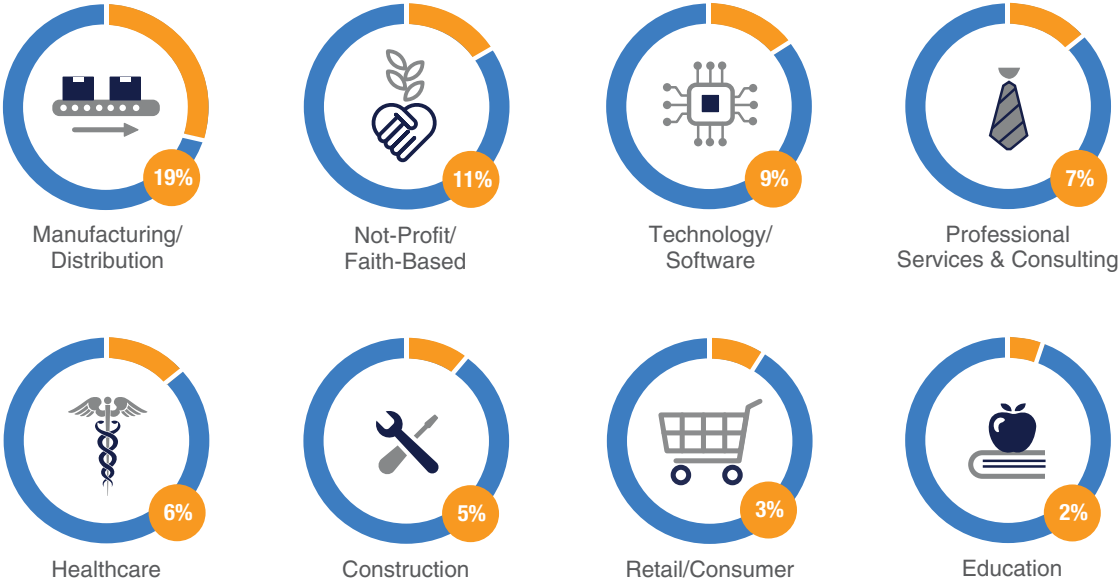 19%
Manufacturing/
Distribution
11%
Not-Profit/
Faith-Based
9%
Technology/
Software
7%
Professional
Services & Consulting
6%
Healthcare
5%
Construction
3%
Retail/Consumer
2%
Education